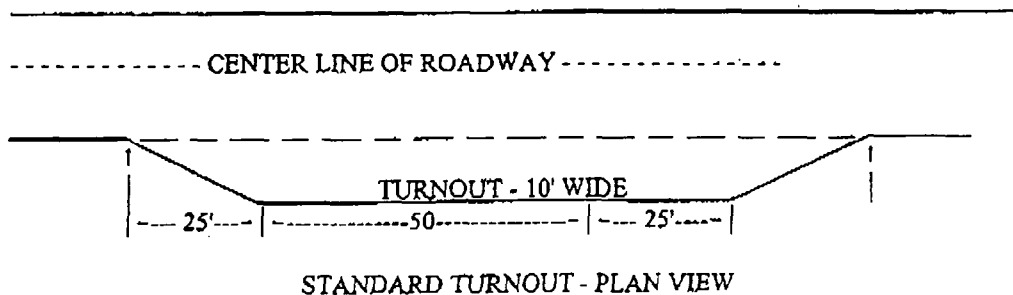 CENTER LINE OF ROADWAY
TURNOUT - 10' WIDE
25' 50 25'
STANDARD TURNOUT - PLAN VIEW